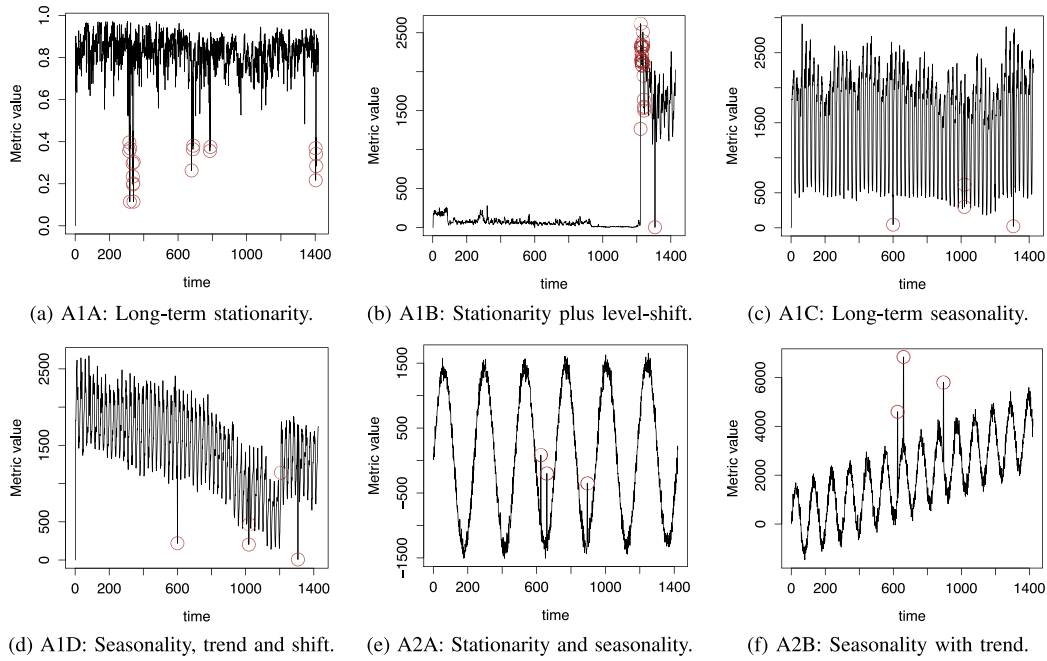 Metric value
0.0 0.2 0.4 0.6 0.8 1.0
0 200 600 1000 1400
time
(a) A1A: Long-term stationarity.
Metric value
0 500 1500 2500
0 200 600 1000 1400
time
(b) A1B: Stationarity plus level-shift.
Metric value
0 500 1500 2500
0 200 600 1000 1400
time
(c) A1C: Long-term seasonality.
Metric value
0 500 1500 2500
0 200 600 1000 1400
time
(d) A1D: Seasonality, trend and shift.
Metric value
−1500 −500 500 1500
0 200 600 1000 1400
time
(e) A2A: Stationarity and seasonality.
Metric value
0 2000 4000 6000
0 200 600 1000 1400
time
(f) A2B: Seasonality with trend.